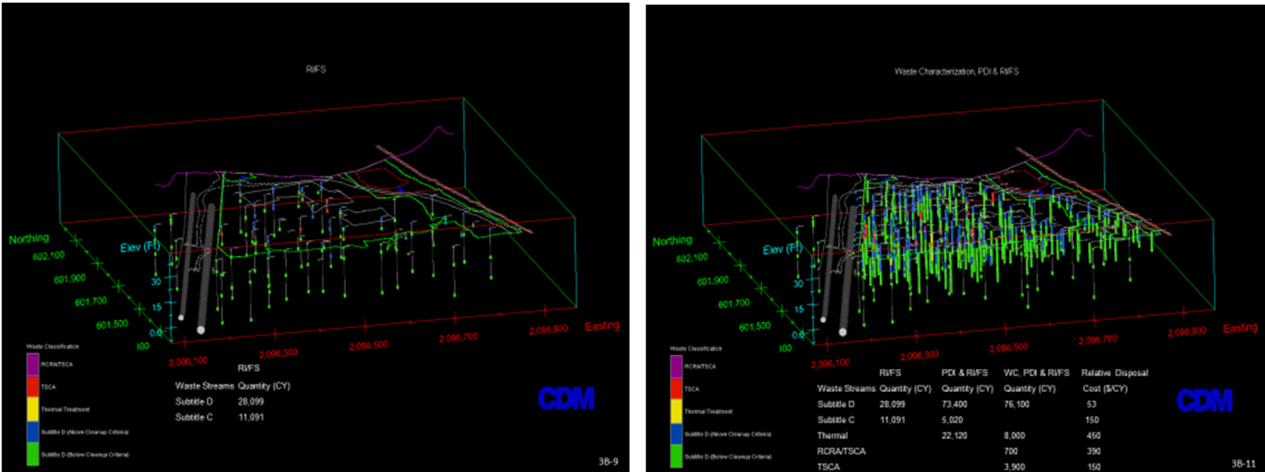 RI/FS
Northing
602,100
601,900
601,700
601,500
100
Elev (Ft)
30
15
0.0
2,096,100
2,096,300
2,096,500
2,096,700
2,096,900
Easting
Waste Classification
RCRA/TSCA
TSCA
Thermal Treatment
Subtitle D (Above Cleanup Criteria)
Subtitle D (Below Cleanup Criteria)
RI/FS
Waste Streams Quantity (CY)
Subtitle D 28,099
Subtitle C 11,091
CDM
3B-9
Waste Characterization, PDI & RI/FS
Northing
602,100
601,900
601,700
601,500
100
Elev (Ft)
30
15
0.0
2,096,100
2,096,300
2,096,500
2,096,700
2,096,900
Easting
Waste Classification
RCRA/TSCA
TSCA
Thermal Treatment
Subtitle D (Above Cleanup Criteria)
Subtitle D (Below Cleanup Criteria)
RI/FS PDI & RI/FS WC, PDI & RI/FS Relative Disposal
Waste Streams Quantity (CY) Quantity (CY) Quantity (CY) Cost ($/CY)
Subtitle D 28,099 73,400 76,100 53
Subtitle C 11,091 5,020 150
Thermal 22,120 8,000 450
RCRA/TSCA 700 390
TSCA 3,900 150
CDM
3B-11